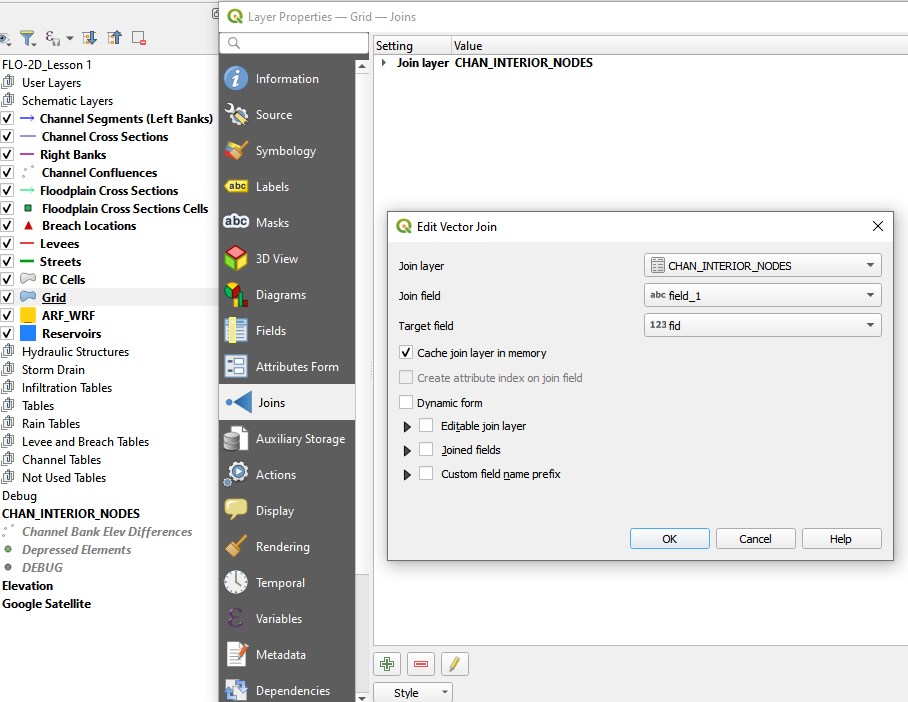 Layer Properties — Grid — Joins
FLO-2D_Lesson 1
User Layers
Schematic Layers
Channel Segments (Left Banks)
Channel Cross Sections
Right Banks
Channel Confluences
Floodplain Cross Sections
Floodplain Cross Sections Cells
Breach Locations
Levees
Streets
BC Cells
Grid
ARF_WRF
Reservoirs
Hydraulic Structures
Storm Drain
Infiltration Tables
Tables
Rain Tables
Levee and Breach Tables
Channel Tables
Not Used Tables
Debug
CHAN_INTERIOR_NODES
Channel Bank Elev Differences
Depressed Elements
DEBUG
Elevation
Google Satellite
Information
Source
Symbology
abc Labels
abc Masks
3D View
Diagrams
Fields
Attributes Form
Joins
Auxiliary Storage
Actions
Display
Rendering
Temporal
Variables
Metadata
Dependencies
Setting Value
Join layer CHAN_INTERIOR_NODES
Edit Vector Join
Join layer CHAN_INTERIOR_NODES
Join field abc field_1
Target field 123 fid
Cache join layer in memory
Create attribute index on join field
Dynamic form
Editable join layer
Joined fields
Custom field name prefix
OK Cancel Help
Style